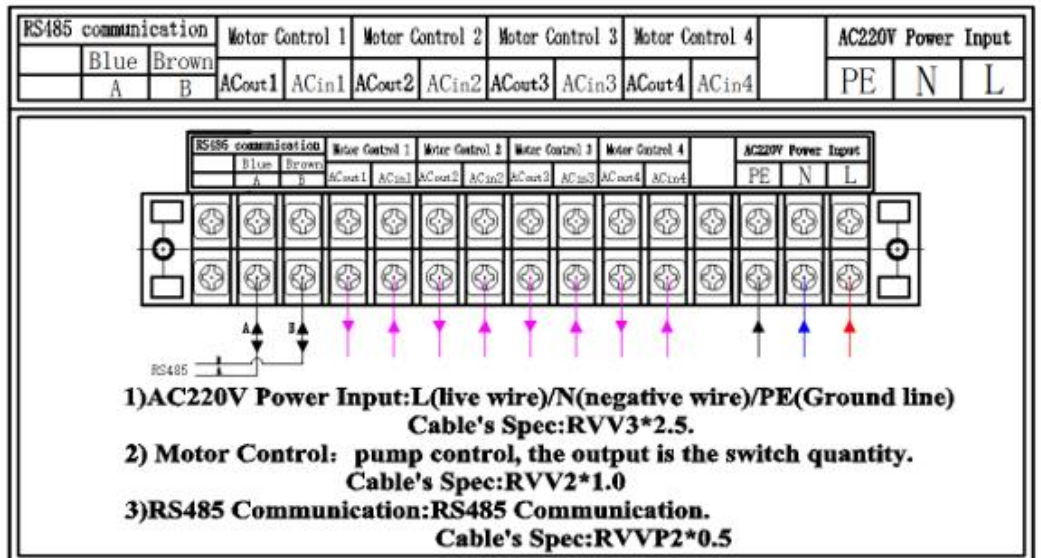 RS485 communication Motor Control 1 Motor Control 2 Motor Control 3 Motor Control 4 AC220V Power Input
Blue Brown
A B ACout1 ACin1 ACout2 ACin2 ACout3 ACin3 ACout4 ACin4 PE N L
RS485 communication Motor Control 1 Motor Control 2 Motor Control 3 Motor Control 4 AC220V Power Input
Blue Brown
A B ACout1 ACin1 ACout2 ACin2 ACout3 ACin3 ACout4 ACin4 PE N L
A B
RS485
1)AC220V Power Input:L(live wire)/N(negative wire)/PE(Ground line)
Cable's Spec:RVV3*2.5.
2) Motor Control: pump control, the output is the switch quantity.
Cable's Spec:RVV2*1.0
3)RS485 Communication:RS485 Communication.
Cable's Spec:RVVP2*0.5